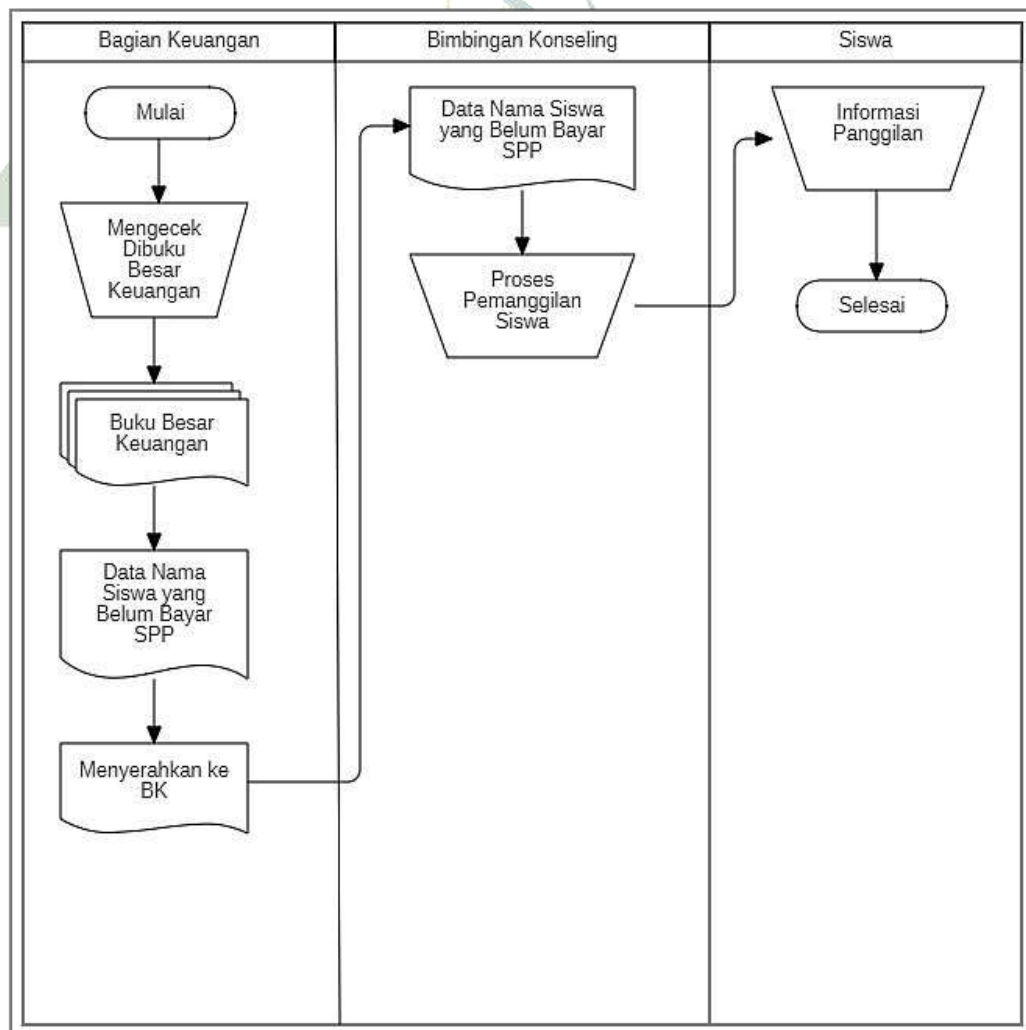 Bagian Keuangan
Bimbingan Konseling
Siswa
Mulai
Mengecek
Dibuku
Besar
Keuangan
Buku Besar
Keuangan
Data Nama
Siswa yang
Belum Bayar
SPP
Menyerahkan ke
BK
Data Nama Siswa
yang Belum Bayar
SPP
Proses
Pemanggilan
Siswa
Informasi
Panggilan
Selesai